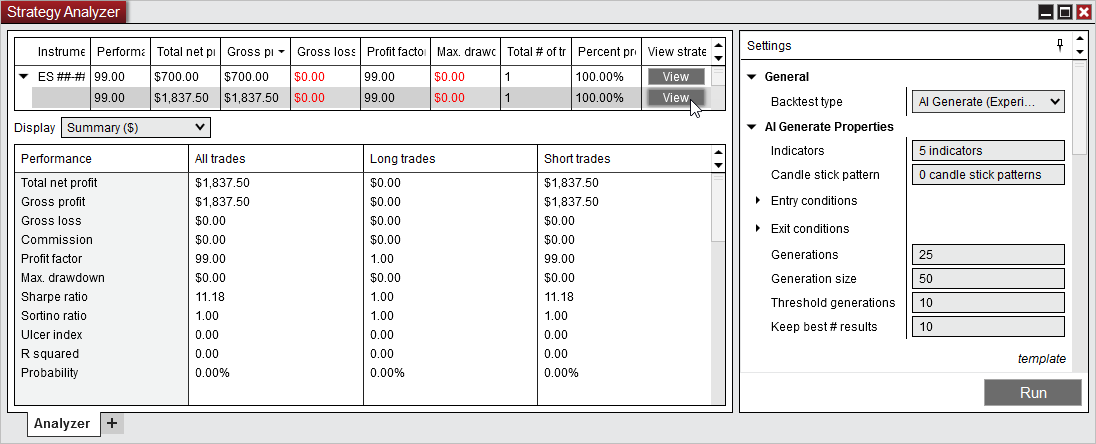 Strategy Analyzer
Instrume Performa Total net pr Gross pr Gross loss Profit factor Max. drawd Total # of tr Percent pro View strate
ES ##-## 99.00 $700.00 $700.00 $0.00 99.00 $0.00 1 100.00% View
99.00 $1,837.50 $1,837.50 $0.00 99.00 $0.00 1 100.00% View
Display Summary ($)
Performance All trades Long trades Short trades
Total net profit $1,837.50 $0.00 $1,837.50
Gross profit $1,837.50 $0.00 $1,837.50
Gross loss $0.00 $0.00 $0.00
Commission $0.00 $0.00 $0.00
Profit factor 99.00 1.00 99.00
Max. drawdown $0.00 $0.00 $0.00
Sharpe ratio 11.18 1.00 11.18
Sortino ratio 1.00 1.00 1.00
Ulcer index 0.00 0.00 0.00
R squared 0.00 0.00 0.00
Probability 0.00% 0.00% 0.00%
Analyzer +
Settings
General
Backtest type AI Generate (Experi...
AI Generate Properties
Indicators 5 indicators
Candle stick pattern 0 candle stick patterns
Entry conditions
Exit conditions
Generations 25
Generation size 50
Threshold generations 10
Keep best # results 10
template
Run